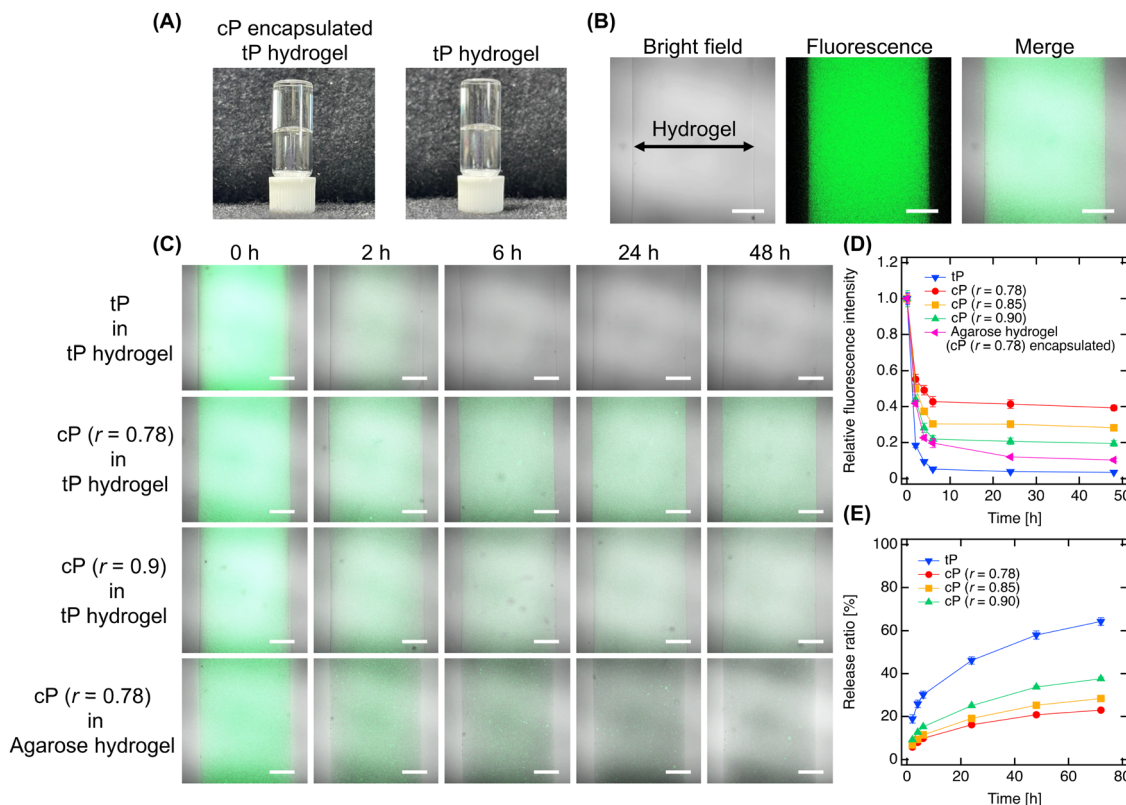 (A)
cP encapsulated
tP hydrogel
tP hydrogel
(B)
Bright field
Fluorescence
Merge
Hydrogel
(C)
0 h
2 h
6 h
24 h
48 h
tP
in
tP hydrogel
cP (r = 0.78)
in
tP hydrogel
cP (r = 0.9)
in
tP hydrogel
cP (r = 0.78)
in
Agarose hydrogel
(D)
Relative fluorescence intensity
1.2
1.0
0.8
0.6
0.4
0.2
0
tP
cP (r = 0.78)
cP (r = 0.85)
cP (r = 0.90)
Agarose hydrogel
(cP (r = 0.78) encapsulated)
0 10 20 30 40 50
Time [h]
(E)
Release ratio [%]
100
80
60
40
20
0
tP
cP (r = 0.78)
cP (r = 0.85)
cP (r = 0.90)
0 20 40 60 80
Time [h]